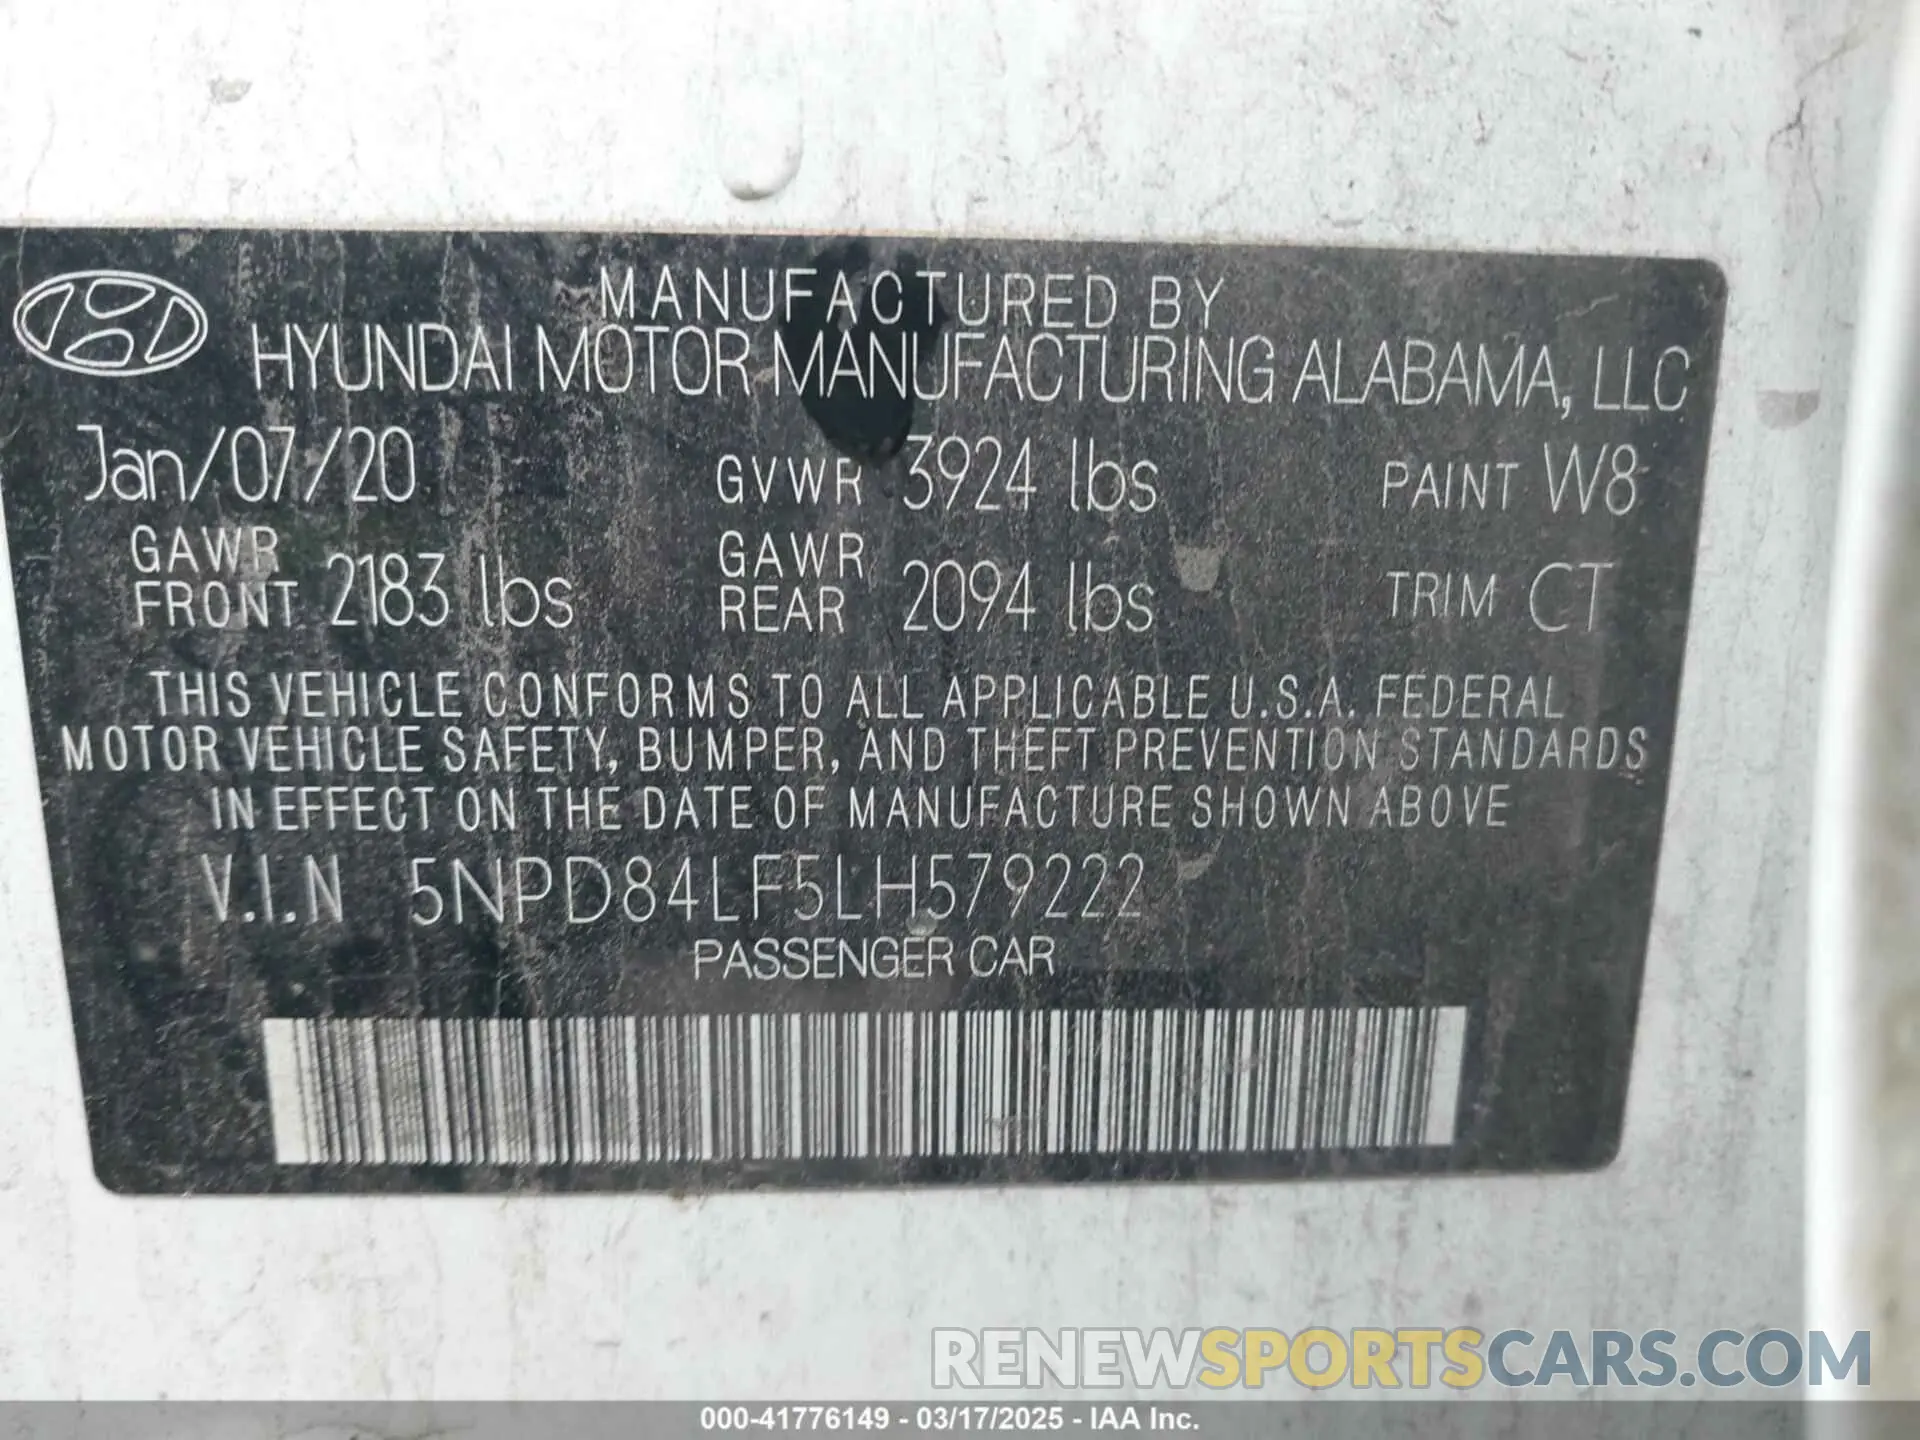 MANUFACTURED BY
HYUNDAI MOTOR MANUFACTURING ALABAMA, LLC
Jan/07/20 GVWR 3924 lbs PAINT W8
GAWR FRONT 2183 lbs GAWR REAR 2094 lbs TRIM CT
THIS VEHICLE CONFORMS TO ALL APPLICABLE U.S.A. FEDERAL
MOTOR VEHICLE SAFETY, BUMPER, AND THEFT PREVENTION STANDARDS
IN EFFECT ON THE DATE OF MANUFACTURE SHOWN ABOVE
V.I.N 5NPD84LF5LH579222
PASSENGER CAR
RENEWSPORTSCARS.COM
000-41776149 - 03/17/2025 - IAA Inc.